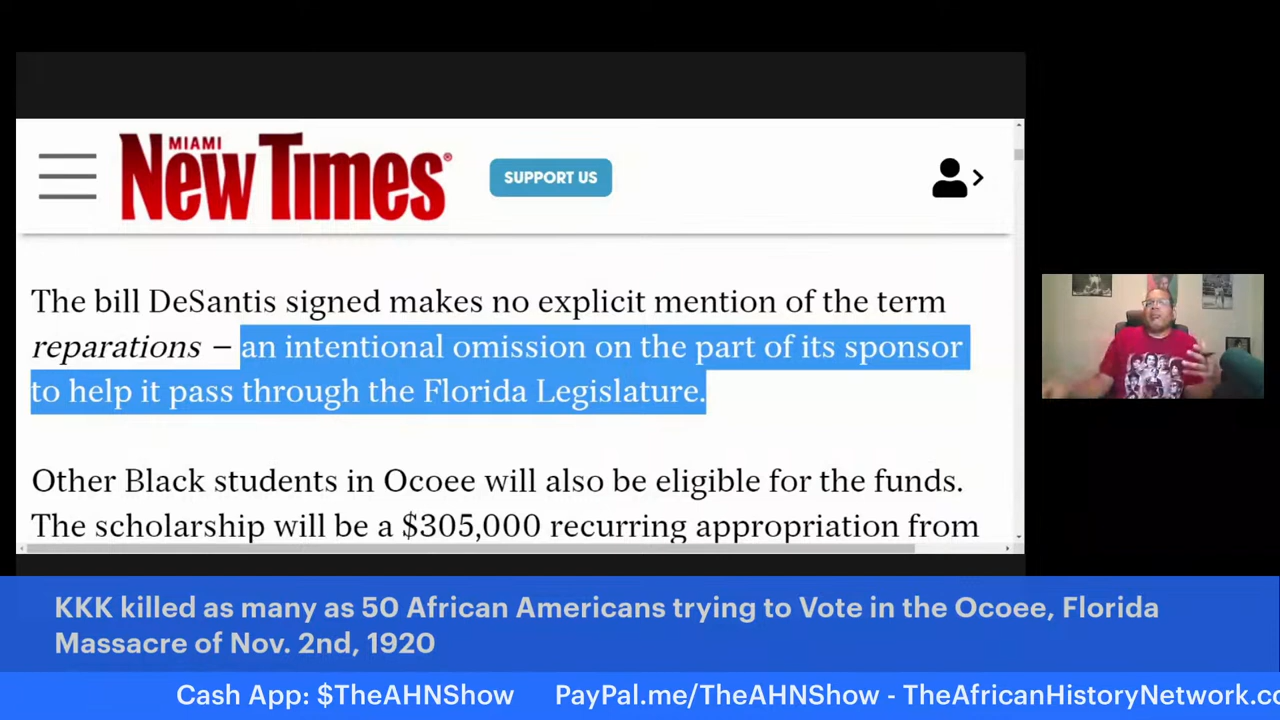 MIAMI
New Times®
SUPPORT US
The bill DeSantis signed makes no explicit mention of the term
reparations – an intentional omission on the part of its sponsor
to help it pass through the Florida Legislature.
Other Black students in Ocoee will also be eligible for the funds.
The scholarship will be a $305,000 recurring appropriation from
KKK killed as many as 50 African Americans trying to Vote in the Ocoee, Florida
Massacre of Nov. 2nd, 1920
Cash App: $TheAHNShow PayPal.me/TheAHNShow - TheAfricanHistoryNetwork.co